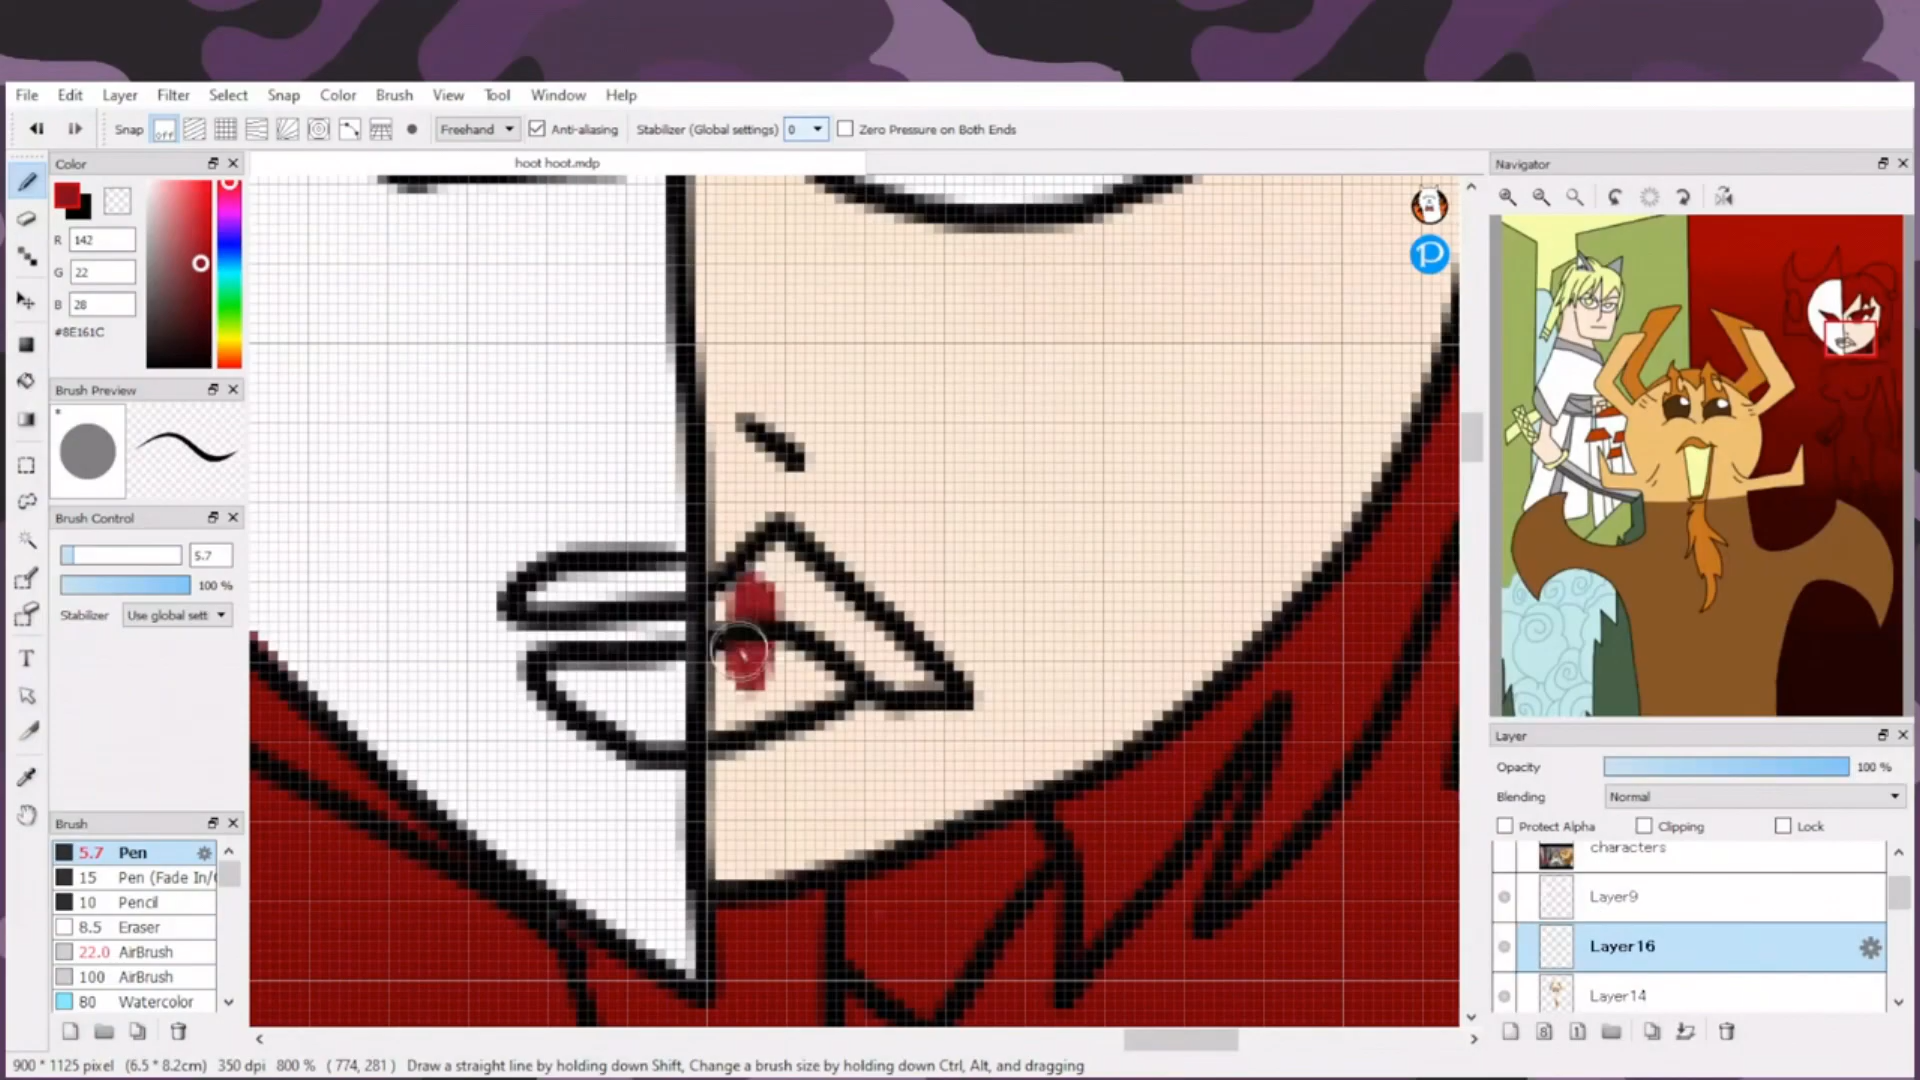 File Edit Layer Filter Select Snap Color Brush View Tool Window Help
Snap off Freehand Anti-aliasing Stabilizer (Global settings) 0 Zero Pressure on Both Ends
Color
hoot hoot.mdp
Navigator
R 142
G 22
B 28
#8E161C
Brush Preview
Brush Control
5.7
100 %
Stabilizer Use global sett
Brush
5.7 Pen
15 Pen (Fade In/
10 Pencil
8.5 Eraser
22.0 AirBrush
100 AirBrush
80 Watercolor
Layer
Opacity 100 %
Blending Normal
Protect Alpha Clipping Lock
characters
Layer9
Layer16
Layer14
900 * 1125 pixel (6.5 * 8.2cm) 350 dpi 800 % ( 774, 281 ) Draw a straight line by holding down Shift, Change a brush size by holding down Ctrl, Alt, and dragging